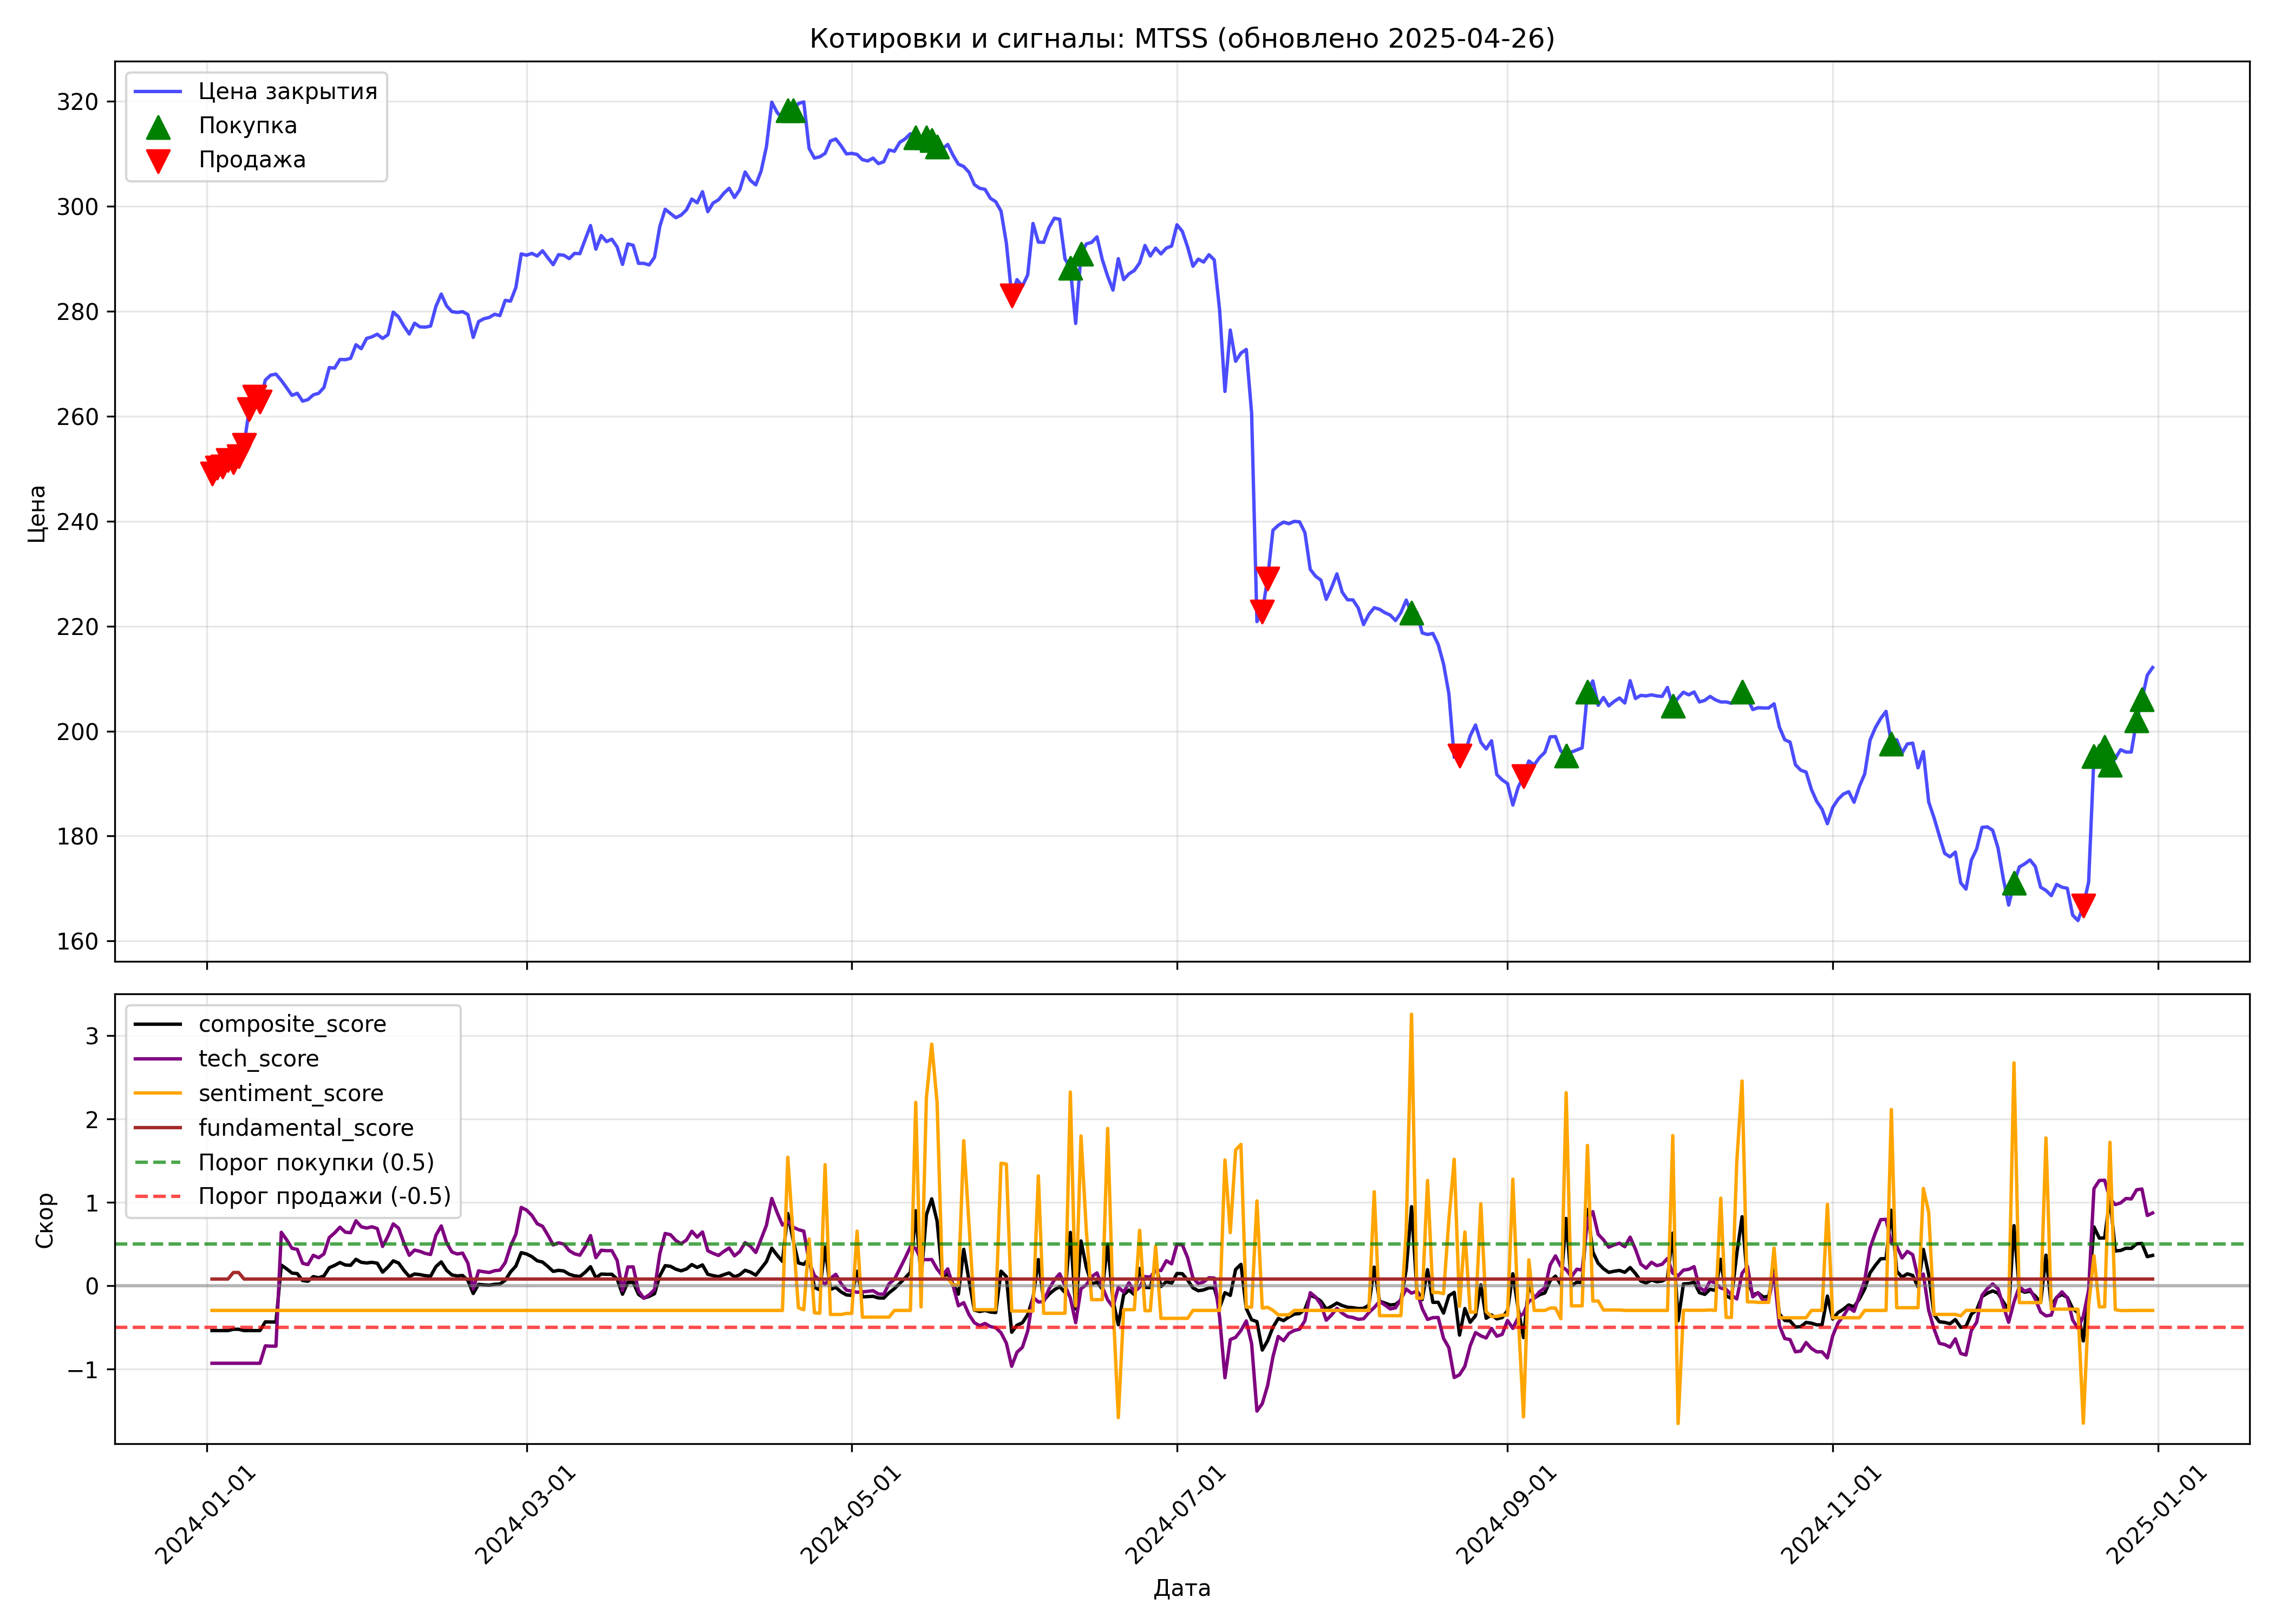 Котировки и сигналы: MTSS (обновлено 2025-04-26)
Цена закрытия
Покупка
Продажа
320
300
280
260
240
220
200
180
160
Цена
composite_score
tech_score
sentiment_score
fundamental_score
Порог покупки (0.5)
Порог продажи (-0.5)
3
2
1
0
−1
Скор
2024-01-01
2024-03-01
2024-05-01
2024-07-01
2024-09-01
2024-11-01
2025-01-01
Дата